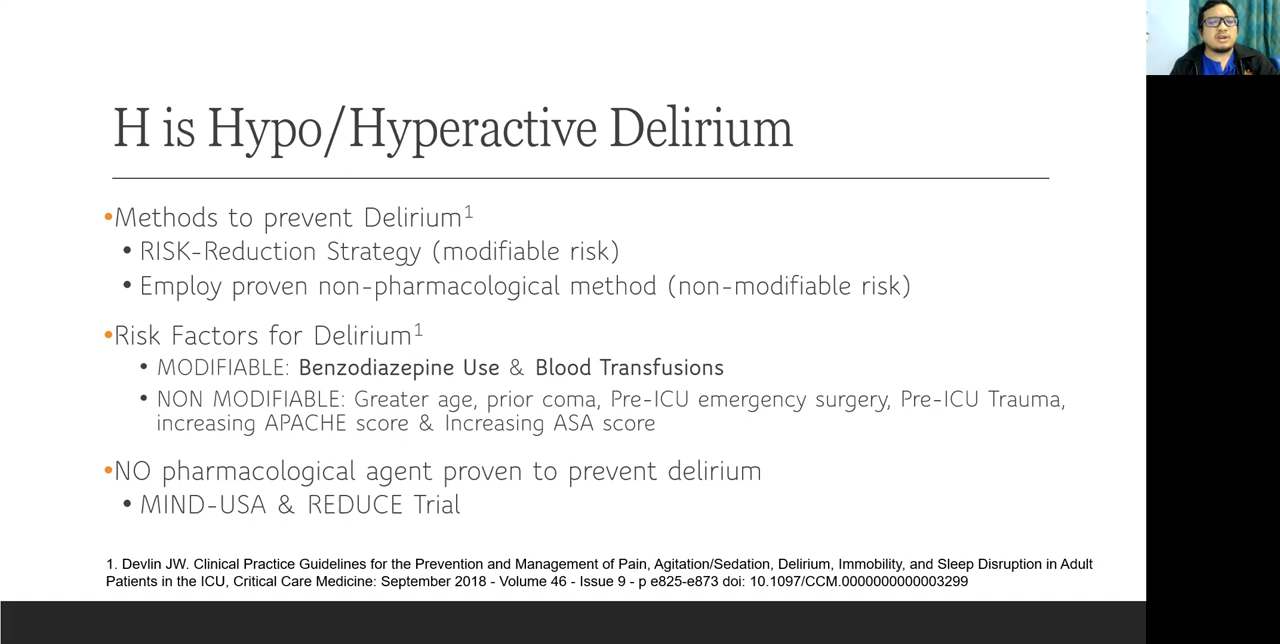 H is Hypo/Hyperactive Delirium
•Methods to prevent Delirium¹
• RISK-Reduction Strategy (modifiable risk)
• Employ proven non-pharmacological method (non-modifiable risk)
•Risk Factors for Delirium¹
• MODIFIABLE: Benzodiazepine Use & Blood Transfusions
• NON MODIFIABLE: Greater age, prior coma, Pre-ICU emergency surgery, Pre-ICU Trauma,
increasing APACHE score & Increasing ASA score
•NO pharmacological agent proven to prevent delirium
• MIND-USA & REDUCE Trial
1. Devlin JW. Clinical Practice Guidelines for the Prevention and Management of Pain, Agitation/Sedation, Delirium, Immobility, and Sleep Disruption in Adult
Patients in the ICU, Critical Care Medicine: September 2018 - Volume 46 - Issue 9 - p e825-e873 doi: 10.1097/CCM.0000000000003299